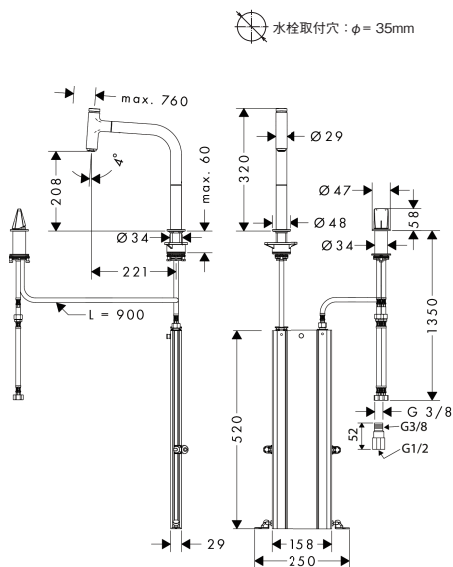 水栓取付穴：φ= 35mm
max. 760
Ø29
4°
208
max. 60
320
Ø47
58
Ø34
Ø48
Ø34
221
L = 900
1350
G 3/8
G3/8
52
G1/2
520
29
158
250